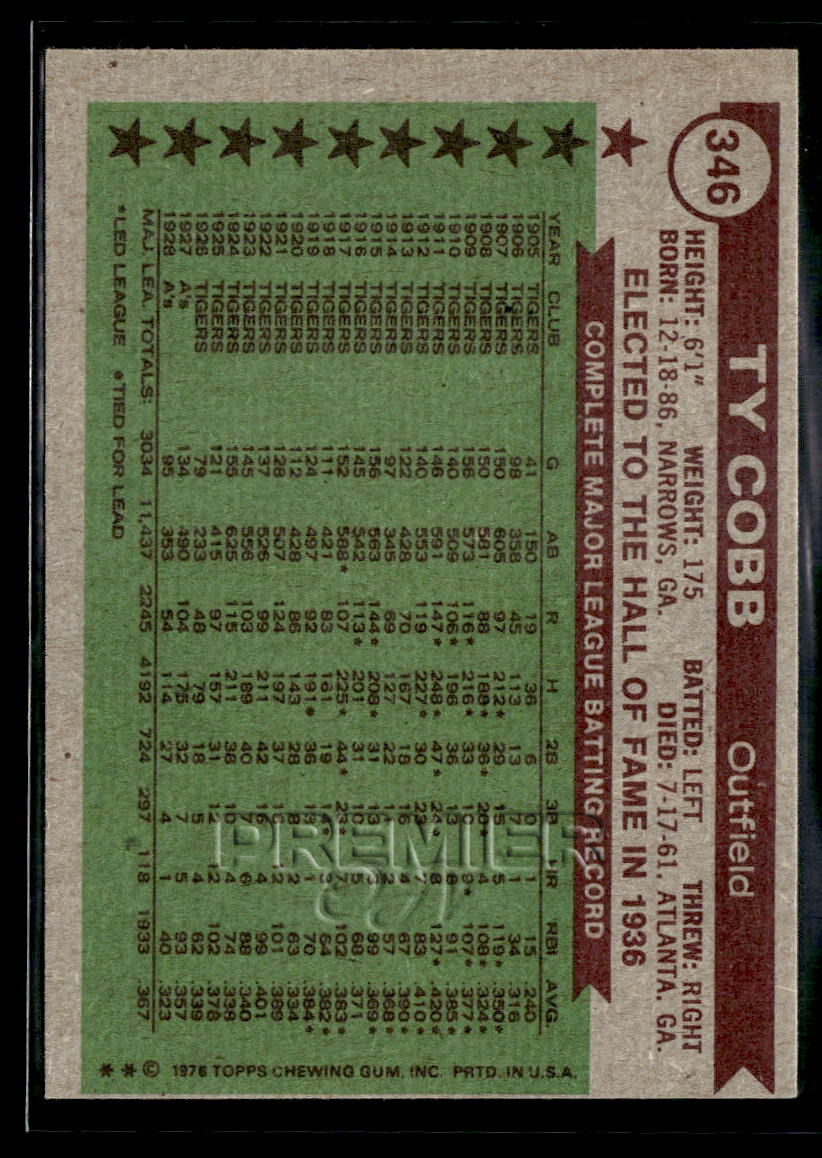 346
TY COBB Outfield
HEIGHT: 6'1" WEIGHT: 175 BATTED: LEFT THREW: RIGHT
BORN: 12-18-86, NARROWS, GA. DIED: 7-17-61. ATLANTA. GA.
ELECTED TO THE HALL OF FAME IN 1936
COMPLETE MAJOR LEAGUE BATTING RECORD
YEAR CLUB G AB R H 2B 3B HR RBI AVG.
1905 TIGERS 41 150 19 36 6 0 1 15 .240
1906 TIGERS 98 358 45 113 13 7 1 34 .316
1907 TIGERS 150 605 97 212* 29 15 5 119* .350*
1908 TIGERS 150 581 88 188* 36* 20* 4 108* .324*
1909 TIGERS 156 573 116* 216* 33 10 9* 107* .377*
1910 TIGERS 140 509 106* 196 36 13 8 91 .385*
1911 TIGERS 146 591 147* 248* 47* 24* 8 127* .420*
1912 TIGERS 140 553 119 227* 30 23 7 83 .410*
1913 TIGERS 122 428 70 167 18 16 4 67 .390*
1914 TIGERS 97 345 69 127 22 11 2 57 .368*
1915 TIGERS 156 563 144* 208* 31 13 3 99 .369*
1916 TIGERS 145 542 113* 201 31 10 5 68 .371
1917 TIGERS 152 588* 107 225* 44* 23* 7 102 .383*
1918 TIGERS 111 421 83 161 19 14* 3 64 .382*
1919 TIGERS 124 497 92 191* 36 13 1 70 .384*
1920 TIGERS 112 428 86 143 28 8 2 63 .334
1921 TIGERS 128 507 124 197 37 16 12 101 .389
1922 TIGERS 137 526 99 211 42 16 4 99 .401
1923 TIGERS 145 556 103 189 40 7 6 88 .340
1924 TIGERS 155 625 115 211 38 10 4 74 .338
1925 TIGERS 121 415 97 157 31 12 12 102 .378
1926 TIGERS 79 233 48 79 18 5 4 62 .339
1927 A's 134 490 104 175 32 7 5 93 .357
1928 A's 95 353 54 114 27 4 1 40 .323
MAJ. LEA. TOTALS: 3034 11,437 2245 4192 724 297 118 1933 .367
*LED LEAGUE •TIED FOR LEAD
**© 1976 TOPPS CHEWING GUM, INC. PRTD. IN U.S.A.
PREMIER